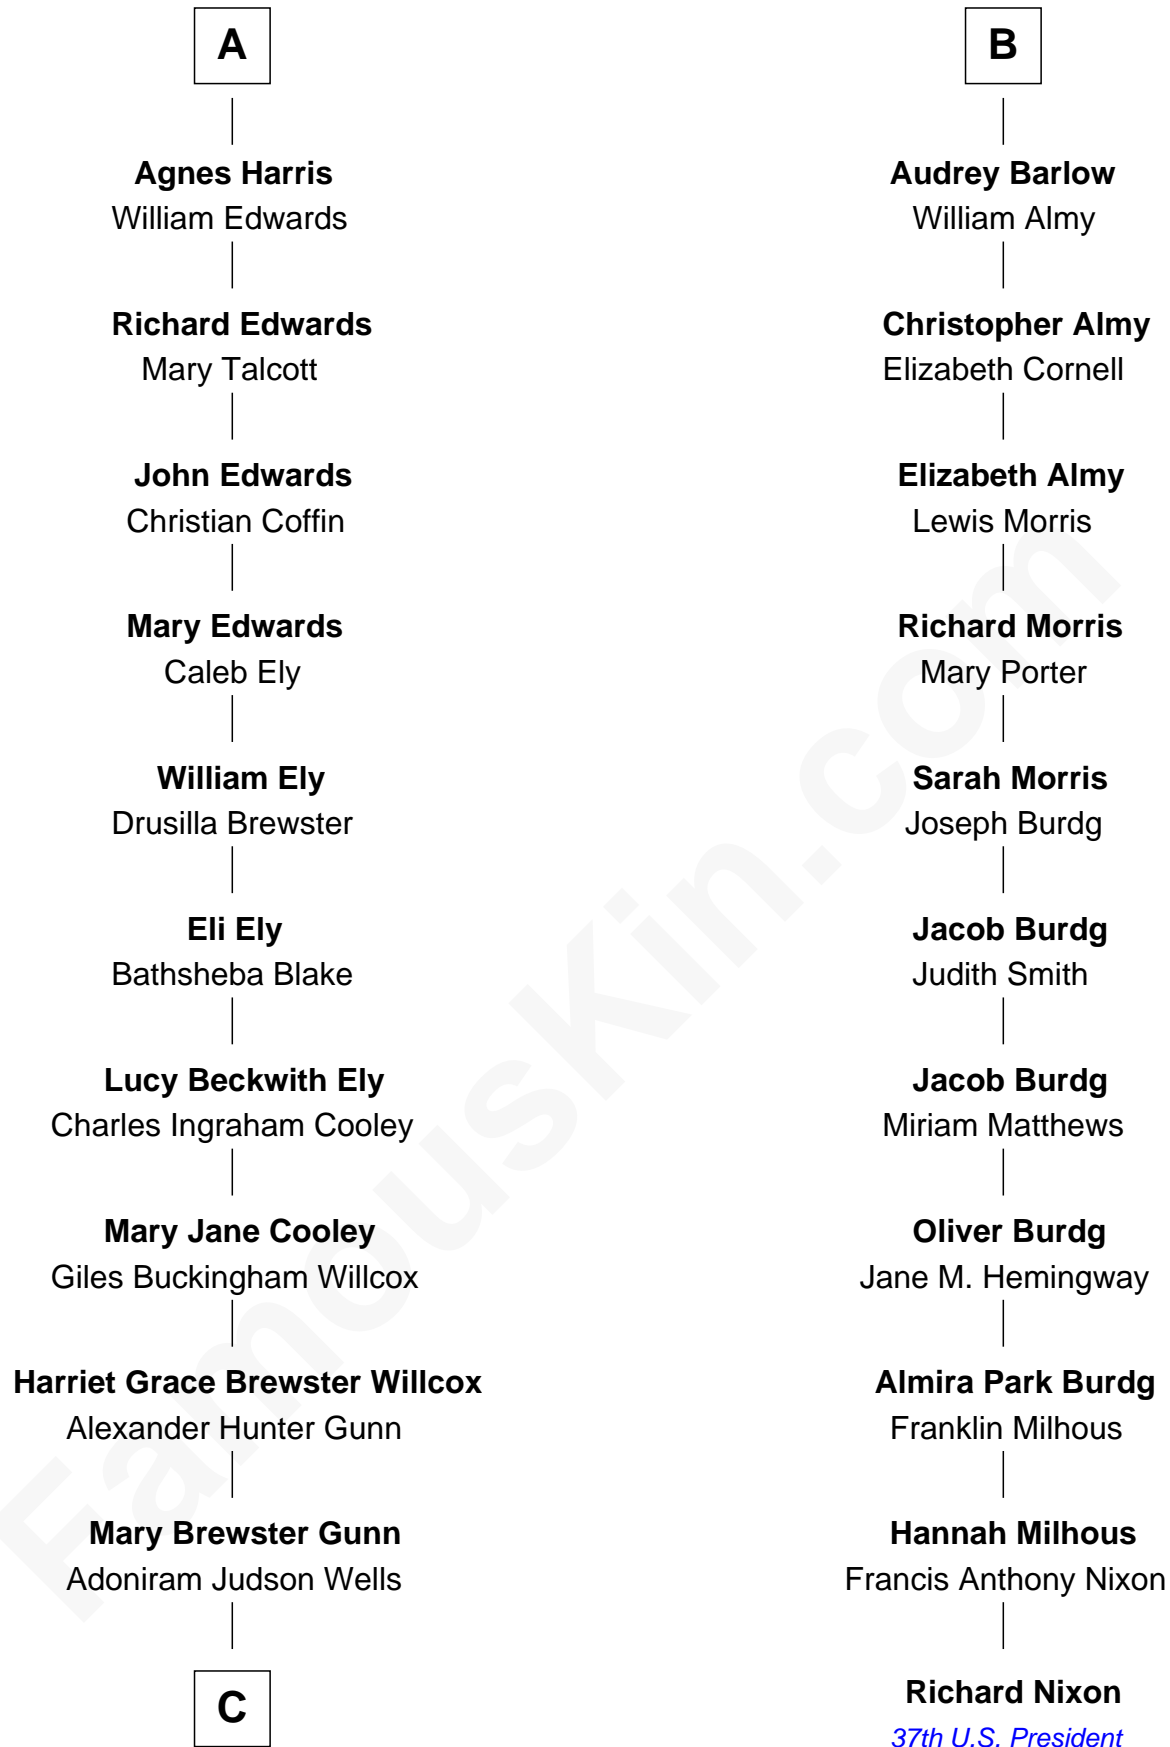 A
Agnes Harris
William Edwards
Richard Edwards
Mary Talcott
John Edwards
Christian Coffin
Mary Edwards
Caleb Ely
William Ely
Drusilla Brewster
Eli Ely
Bathsheba Blake
Lucy Beckwith Ely
Charles Ingraham Cooley
Mary Jane Cooley
Giles Buckingham Willcox
Harriet Grace Brewster Willcox
Alexander Hunter Gunn
Mary Brewster Gunn
Adoniram Judson Wells
C
B
Audrey Barlow
William Almy
Christopher Almy
Elizabeth Cornell
Elizabeth Almy
Lewis Morris
Richard Morris
Mary Porter
Sarah Morris
Joseph Burdg
Jacob Burdg
Judith Smith
Jacob Burdg
Miriam Matthews
Oliver Burdg
Jane M. Hemingway
Almira Park Burdg
Franklin Milhous
Hannah Milhous
Francis Anthony Nixon
Richard Nixon
37th U.S. President
FamousKin.com